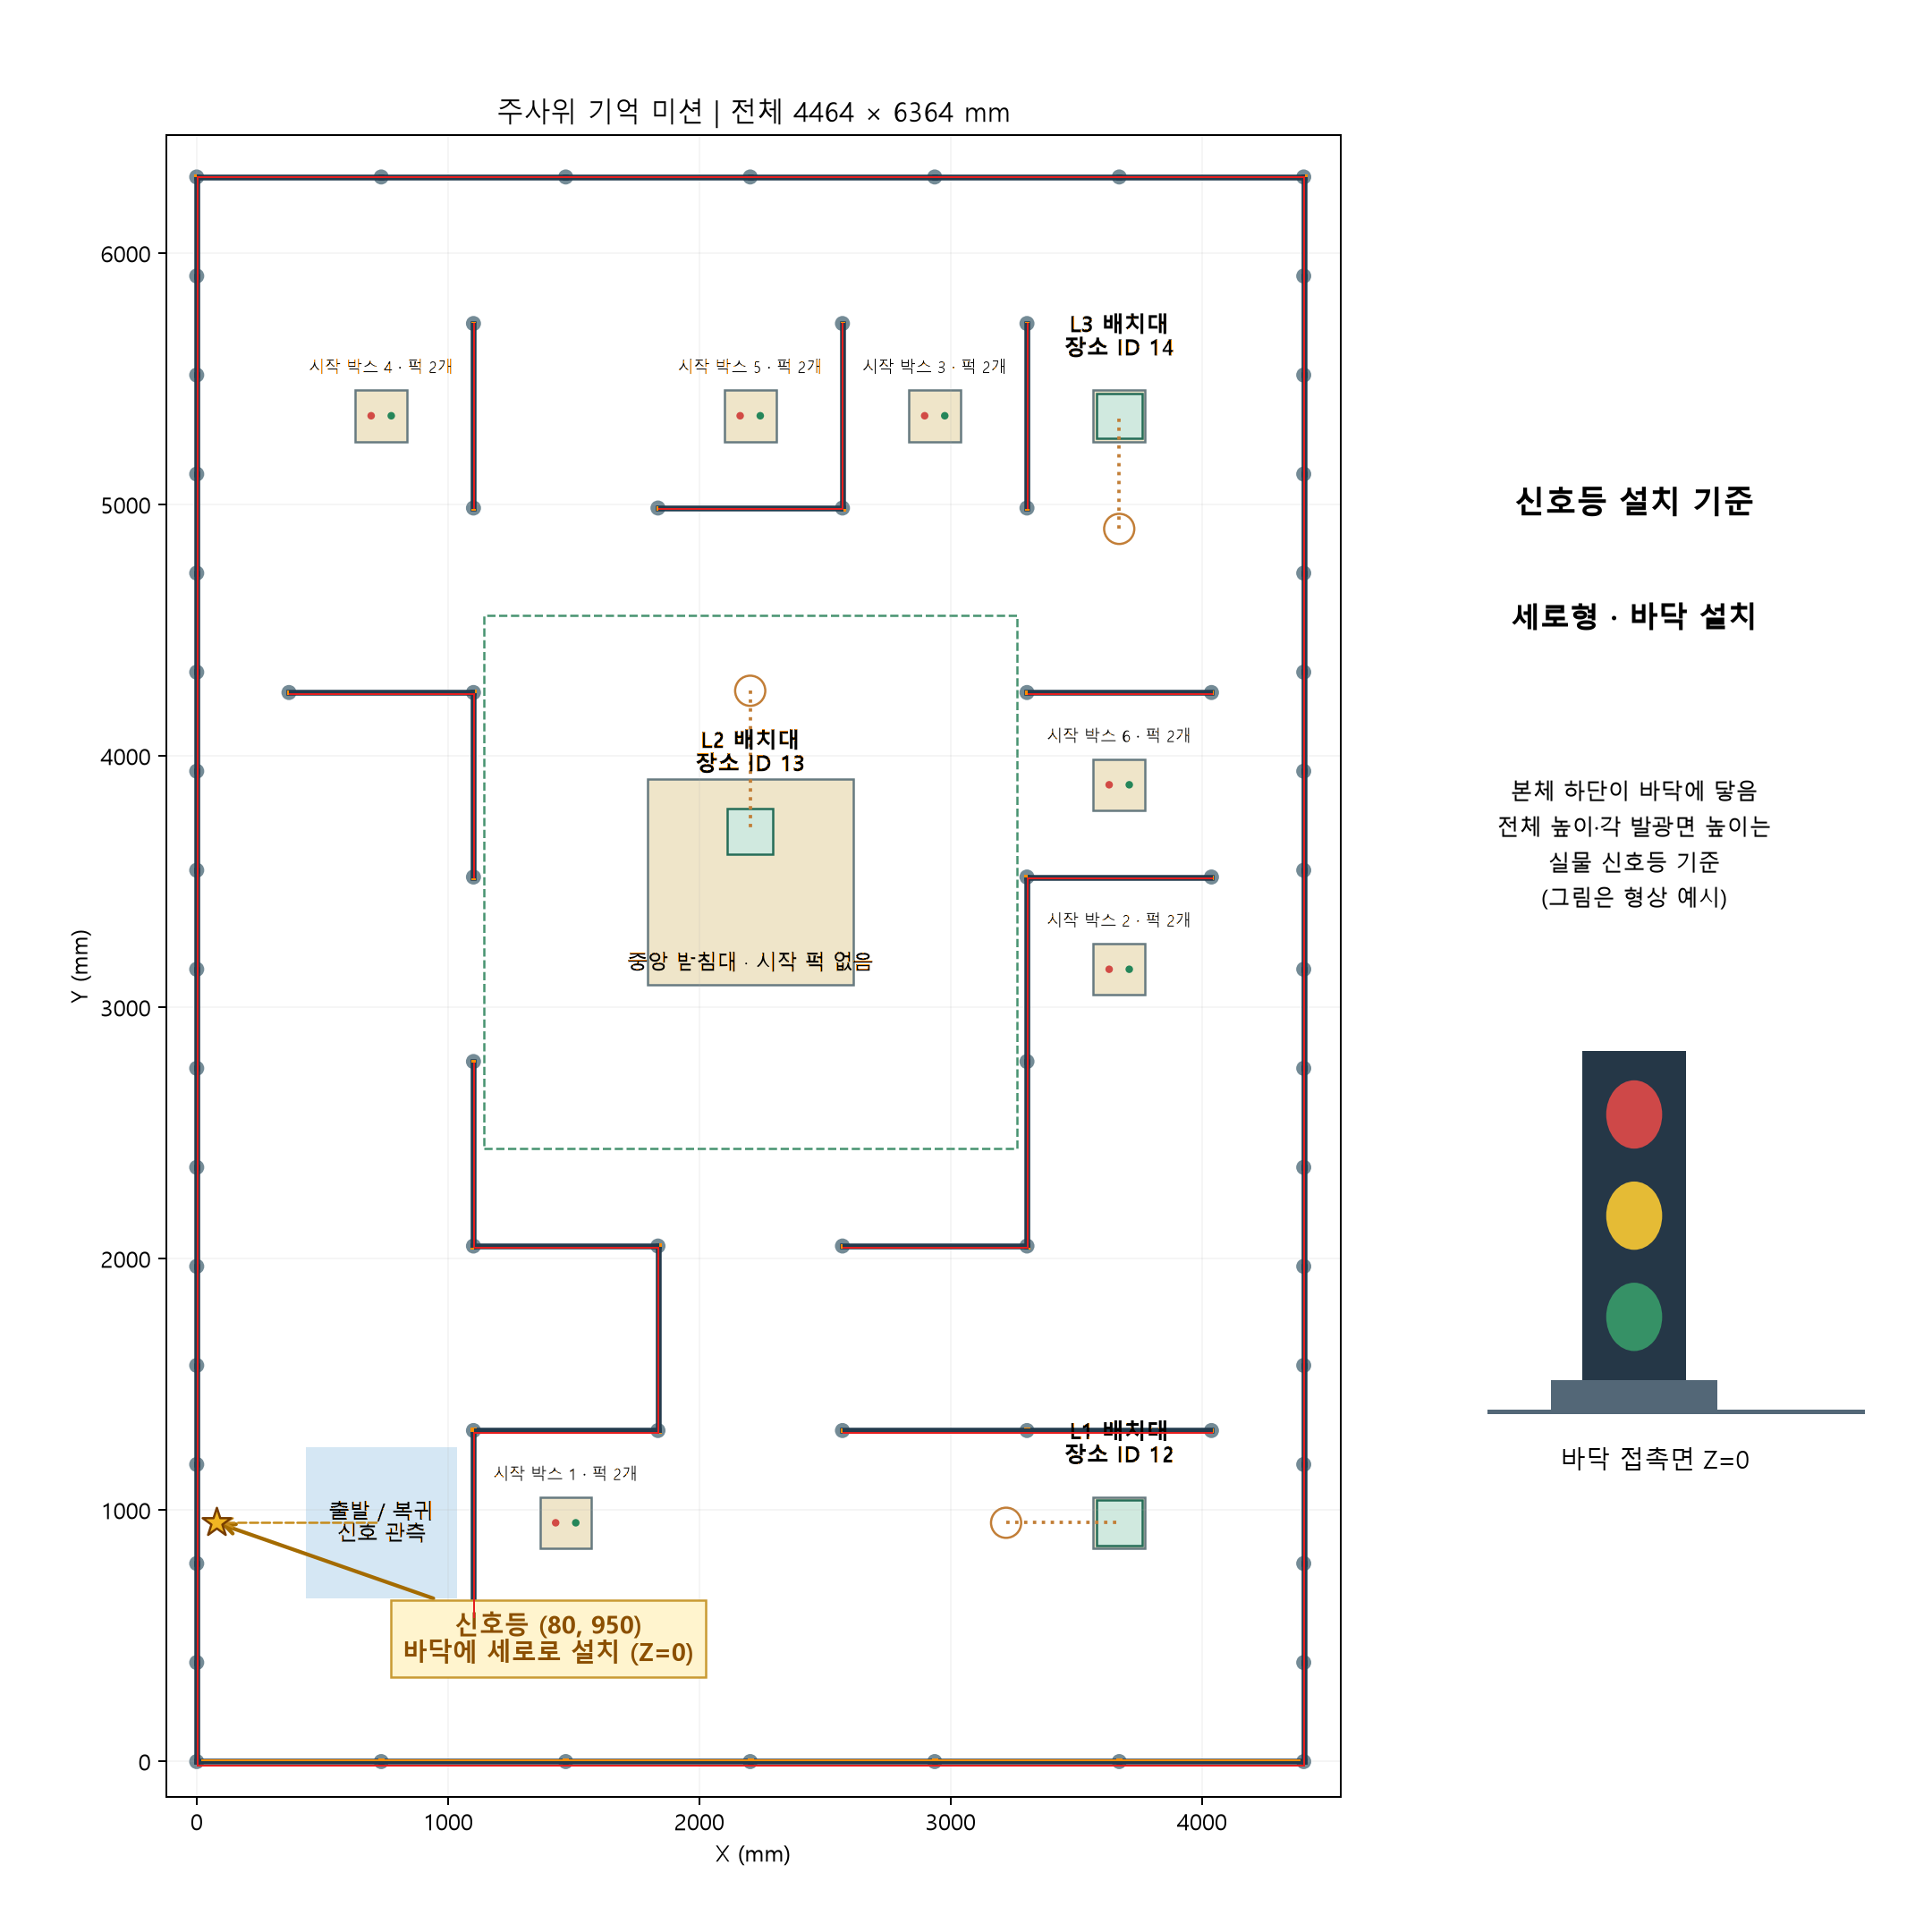 주사위 기억 미션 | 전체 4464 × 6364 mm
6000
5000
4000
3000
2000
1000
0
Y (mm)
0
1000
2000
3000
4000
X (mm)
L3 배치대
장소 ID 14
시작 박스 4 · 퍽 2개
시작 박스 5 · 퍽 2개
시작 박스 3 · 퍽 2개
L2 배치대
장소 ID 13
시작 박스 6 · 퍽 2개
시작 박스 2 · 퍽 2개
중앙 받침대 · 시작 퍽 없음
L1 배치대
장소 ID 12
시작 박스 1 · 퍽 2개
출발 / 복귀
신호 관측
신호등 (80, 950)
바닥에 세로로 설치 (Z=0)
신호등 설치 기준
세로형 · 바닥 설치
본체 하단이 바닥에 닿음
전체 높이·각 발광면 높이는
실물 신호등 기준
(그림은 형상 예시)
바닥 접촉면 Z=0